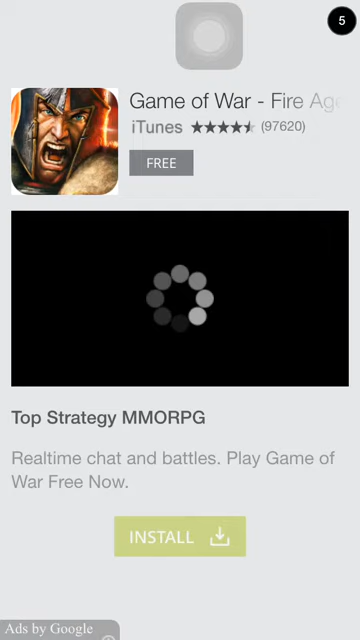 5
Game of War - Fire Age
iTunes ★★★★⯨ (97620)
FREE
Top Strategy MMORPG
Realtime chat and battles. Play Game of
War Free Now.
INSTALL
Ads by Google